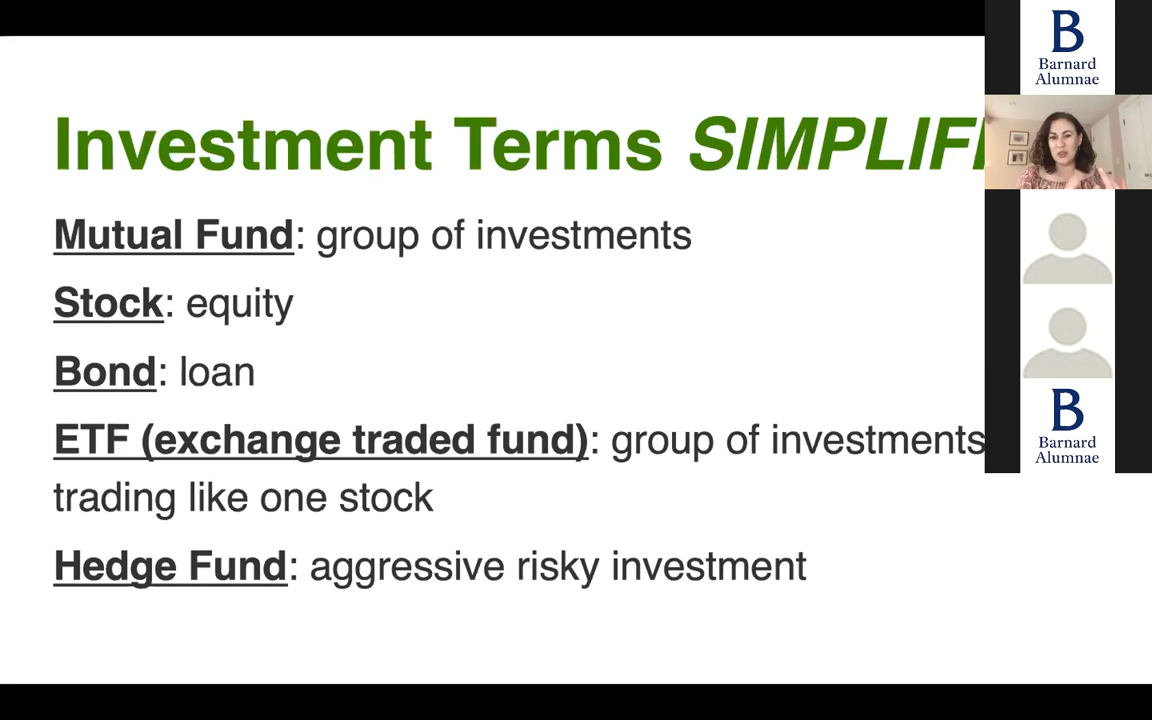 Investment Terms SIMPLIF
Mutual Fund: group of investments
Stock: equity
Bond: loan
ETF (exchange traded fund): group of investments
trading like one stock
Hedge Fund: aggressive risky investment
B
Barnard
Alumnae
B
Barnard
Alumnae